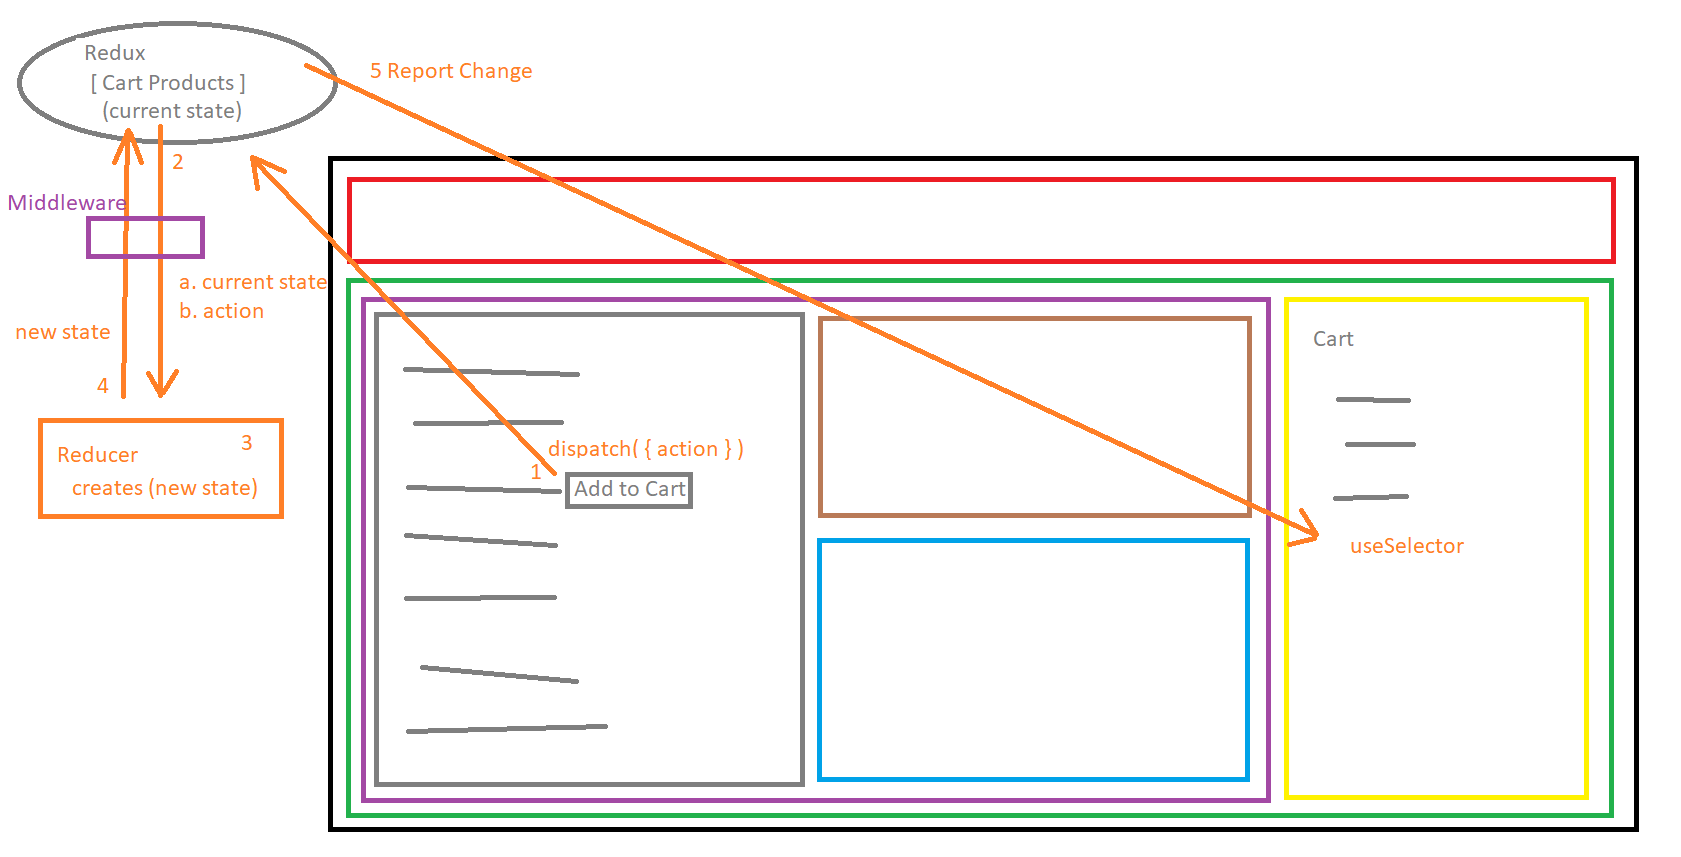 Redux
[ Cart Products ]
(current state)
5 Report Change
2
Middleware
a. current state
b. action
new state
4
Reducer
3
creates (new state)
dispatch( { action } )
1
Add to Cart
Cart
useSelector